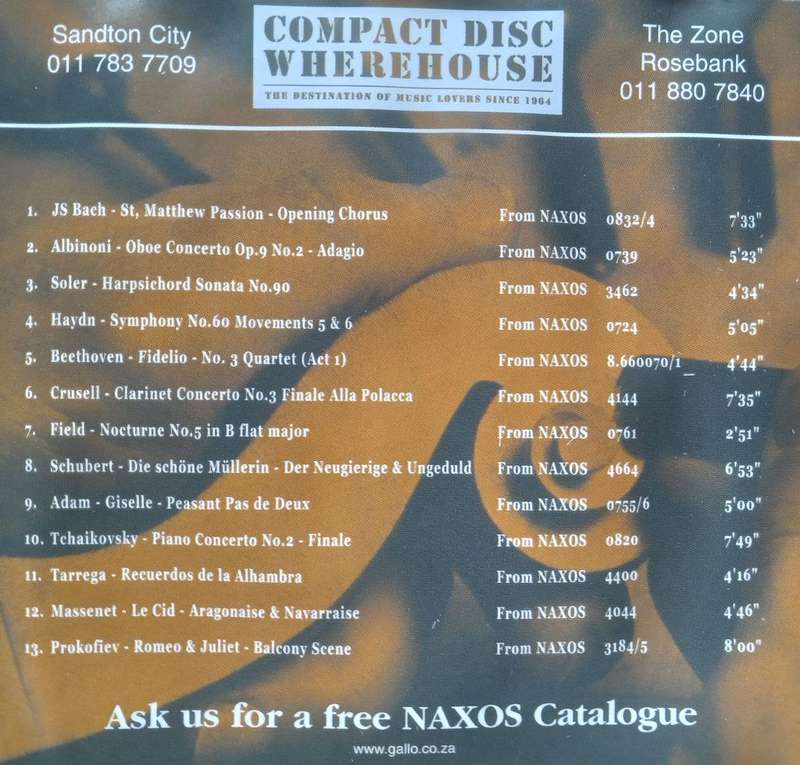 Sandton City
011 783 7709
COMPACT DISC
WHEREHOUSE
THE DESTINATION OF MUSIC LOVERS SINCE 1964
The Zone
Rosebank
011 880 7840
1. JS Bach - St, Matthew Passion - Opening Chorus From NAXOS 0832/4 7'33"
2. Albinoni - Oboe Concerto Op.9 No.2 - Adagio From NAXOS 0739 5'23"
3. Soler - Harpsichord Sonata No.90 From NAXOS 3462 4'34"
4. Haydn - Symphony No.60 Movements 5 & 6 From NAXOS 0724 5'05"
5. Beethoven - Fidelio - No. 3 Quartet (Act 1) From NAXOS 8.660070/1_ 4'44"
6. Crusell - Clarinet Concerto No.3 Finale Alla Polacca From NAXOS 4144 7'35"
7. Field - Nocturne No.5 in B flat major From NAXOS 0761 2'51"
8. Schubert - Die schöne Müllerin - Der Neugierige & Ungeduld From NAXOS 4664 6'53"
9. Adam - Giselle - Peasant Pas de Deux From NAXOS 0755/6 5'00"
10. Tchaikovsky - Piano Concerto No.2 - Finale From NAXOS 0820 7'49"
11. Tarrega - Recuerdos de la Alhambra From NAXOS 4400 4'16"
12. Massenet - Le Cid - Aragonaise & Navarraise From NAXOS 4044 4'46"
13. Prokofiev - Romeo & Juliet - Balcony Scene From NAXOS 3184/5 8'00"
Ask us for a free NAXOS Catalogue
www.gallo.co.za